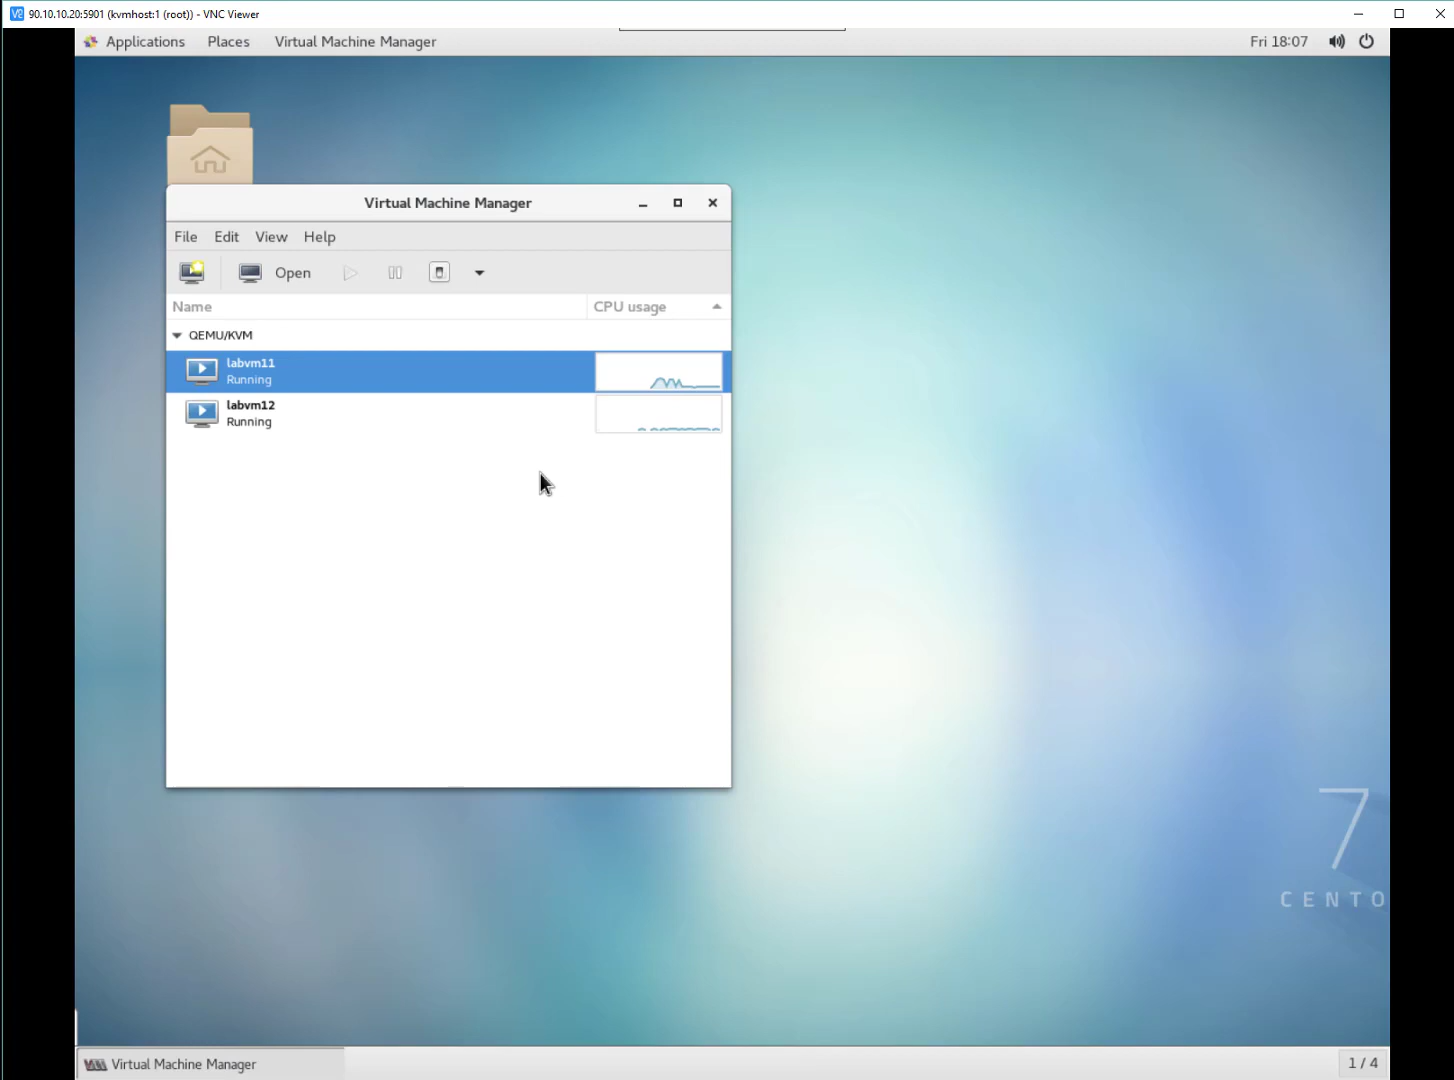 90.10.10.20:5901 (kvmhost:1 (root)) - VNC Viewer
Applications Places Virtual Machine Manager Fri 18:07
Virtual Machine Manager
File Edit View Help
Open
Name CPU usage
QEMU/KVM
labvm11
Running
labvm12
Running
7
CENTO
Virtual Machine Manager 1 / 4